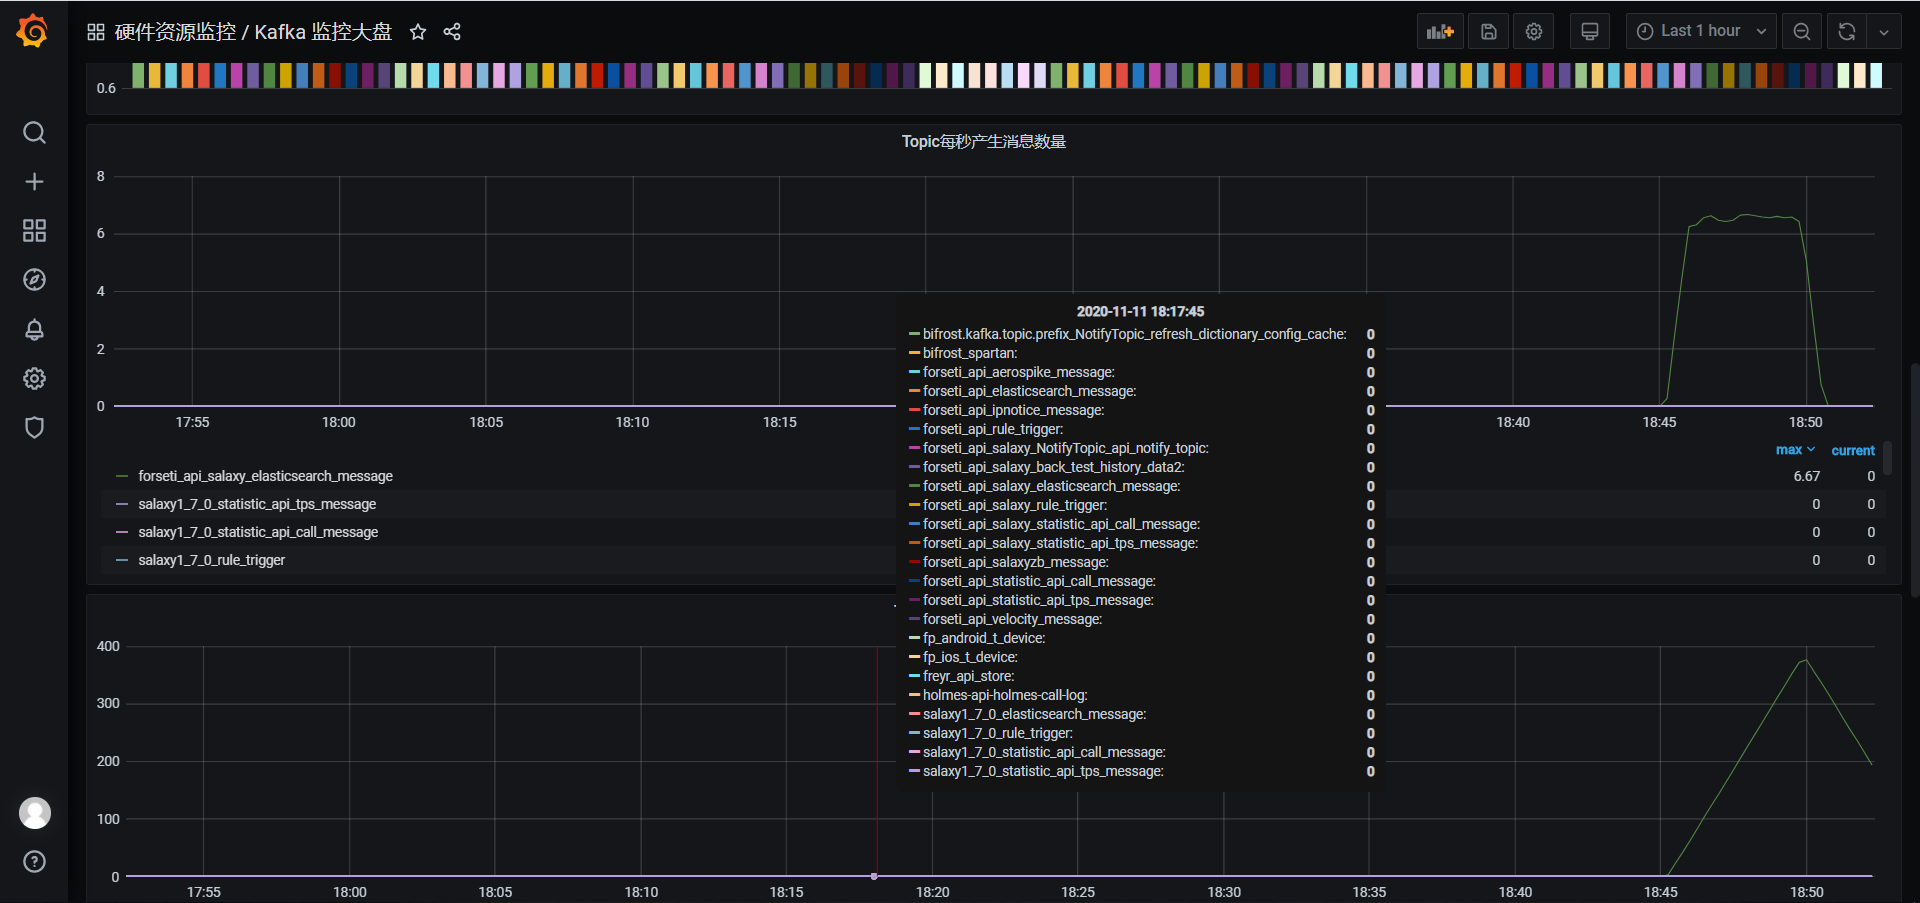 硬件资源监控 / Kafka 监控大盘
Last 1 hour
0.6
Topic每秒产生消息数量
8
6
4
2
0
17:55 18:00 18:05 18:10 18:15 18:40 18:45 18:50
max current
forseti_api_salaxy_elasticsearch_message 6.67 0
salaxy1_7_0_statistic_api_tps_message 0 0
salaxy1_7_0_statistic_api_call_message 0 0
salaxy1_7_0_rule_trigger 0 0
2020-11-11 18:17:45
bifrost.kafka.topic.prefix_NotifyTopic_refresh_dictionary_config_cache: 0
bifrost_spartan: 0
forseti_api_aerospike_message: 0
forseti_api_elasticsearch_message: 0
forseti_api_ipnotice_message: 0
forseti_api_rule_trigger: 0
forseti_api_salaxy_NotifyTopic_api_notify_topic: 0
forseti_api_salaxy_back_test_history_data2: 0
forseti_api_salaxy_elasticsearch_message: 0
forseti_api_salaxy_rule_trigger: 0
forseti_api_salaxy_statistic_api_call_message: 0
forseti_api_salaxy_statistic_api_tps_message: 0
forseti_api_salaxyzb_message: 0
forseti_api_statistic_api_call_message: 0
forseti_api_statistic_api_tps_message: 0
forseti_api_velocity_message: 0
fp_android_t_device: 0
fp_ios_t_device: 0
freyr_api_store: 0
holmes-api-holmes-call-log: 0
salaxy1_7_0_elasticsearch_message: 0
salaxy1_7_0_rule_trigger: 0
salaxy1_7_0_statistic_api_call_message: 0
salaxy1_7_0_statistic_api_tps_message: 0
400
300
200
100
0
17:55 18:00 18:05 18:10 18:15 18:20 18:25 18:30 18:35 18:40 18:45 18:50